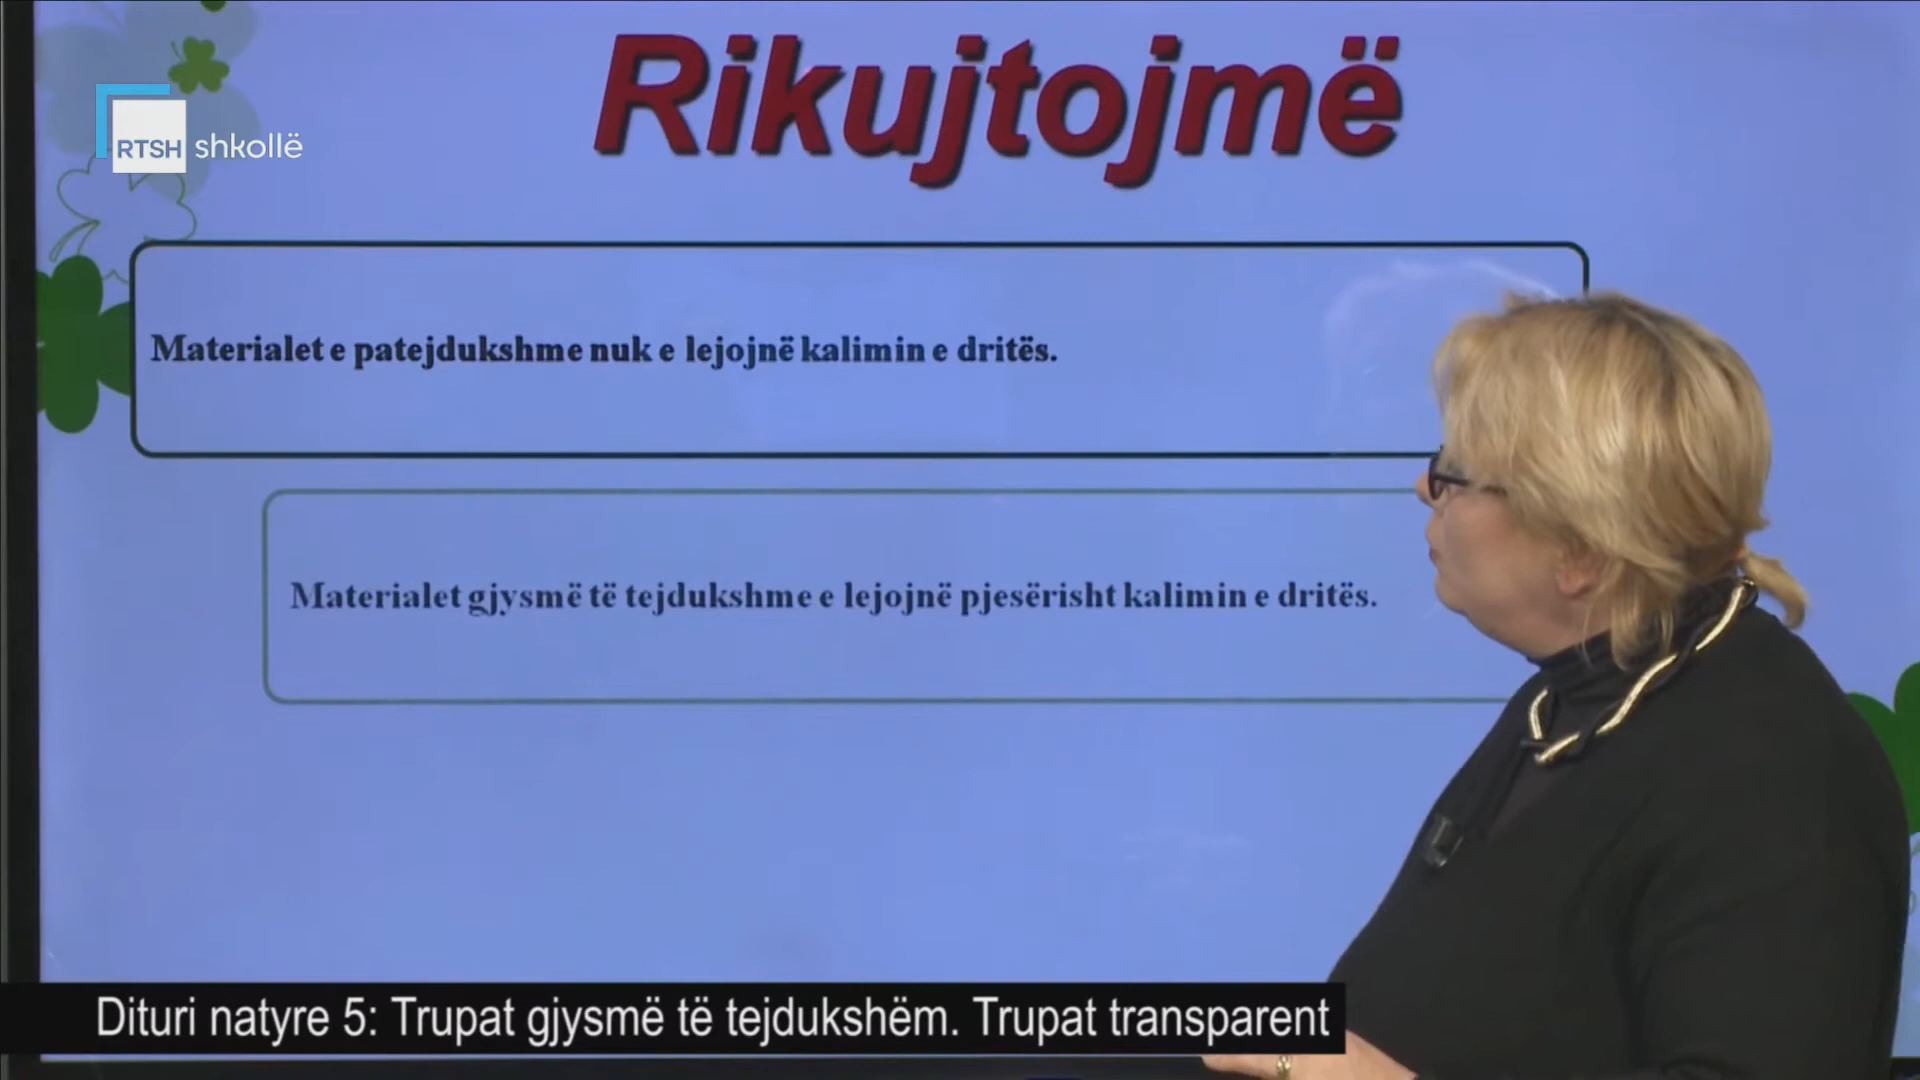 Rikujtojmë
RTSH shkollë
Materialet e patejdukshme nuk e lejojnë kalimin e dritës.
Materialet gjysmë të tejdukshme e lejojnë pjesërisht kalimin e dritës.
Dituri natyre 5: Trupat gjysmë të tejdukshëm. Trupat transparent